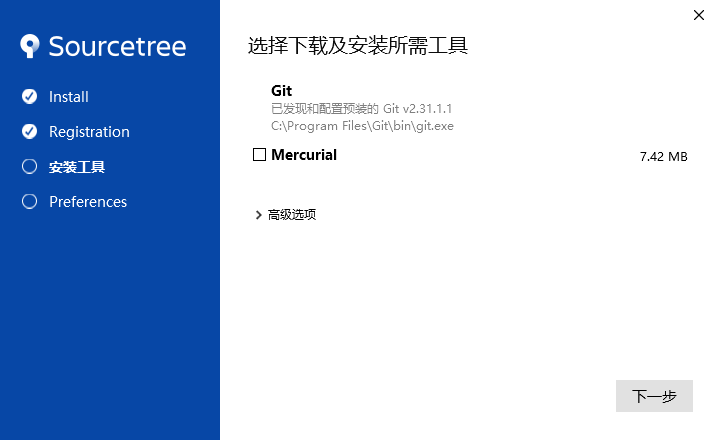 Sourcetree
Install
Registration
安装工具
Preferences
选择下载及安装所需工具
Git
已发现和配置预装的 Git v2.31.1.1
C:\Program Files\Git\bin\git.exe
Mercurial 7.42 MB
高级选项
下一步